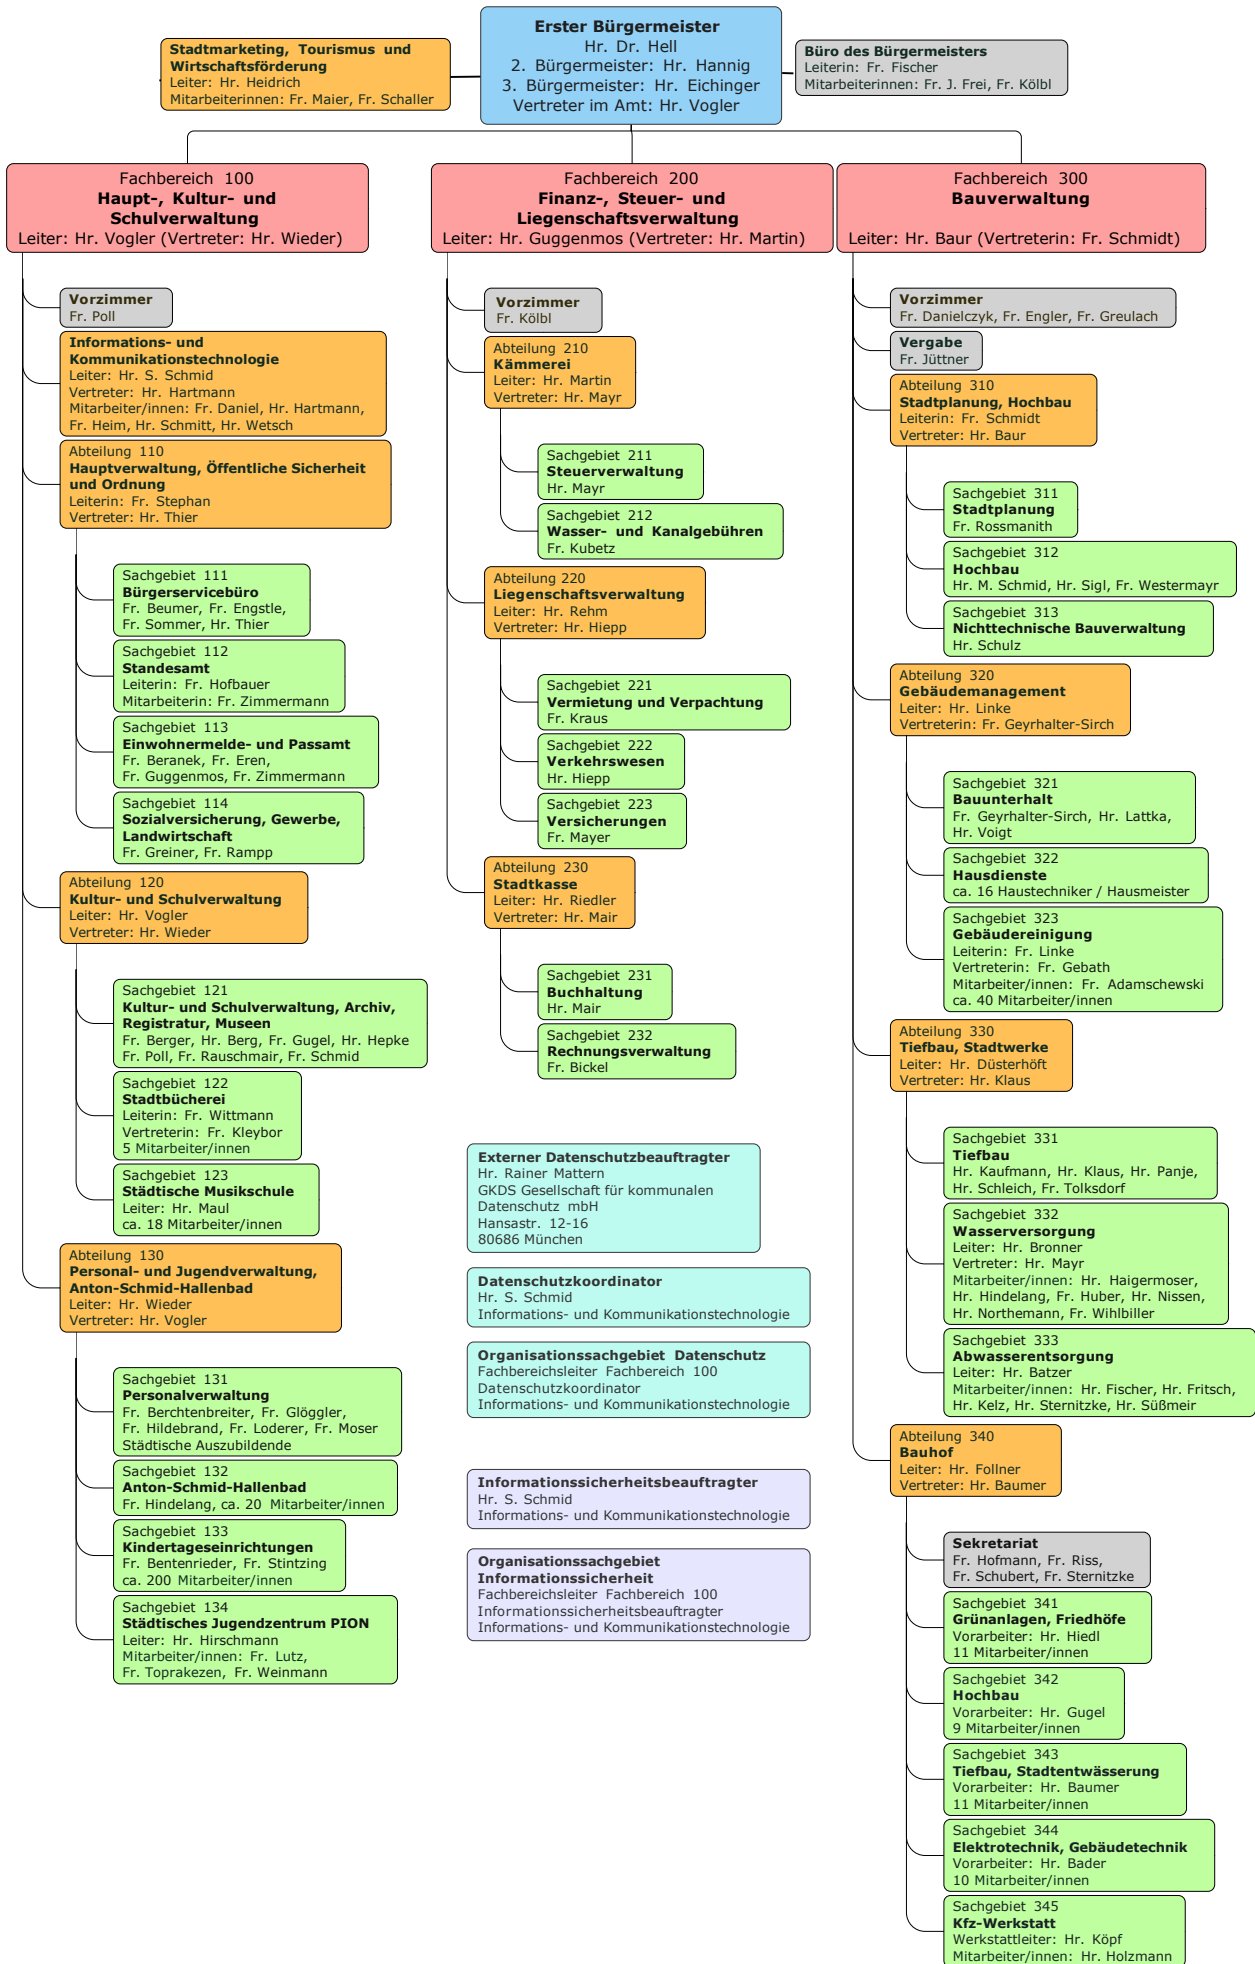 Erster Bürgermeister
Hr. Dr. Hell
2. Bürgermeister: Hr. Hannig
3. Bürgermeister: Hr. Eichinger
Vertreter im Amt: Hr. Vogler
Stadtmarketing, Tourismus und
Wirtschaftsförderung
Leiter: Hr. Heidrich
Mitarbeiterinnen: Fr. Maier, Fr. Schaller
Büro des Bürgermeisters
Leiterin: Fr. Fischer
Mitarbeiterinnen: Fr. J. Frei, Fr. Kölbl
Fachbereich 100
Haupt-, Kultur- und
Schulverwaltung
Leiter: Hr. Vogler (Vertreter: Hr. Wieder)
Vorzimmer
Fr. Poll
Informations- und
Kommunikationstechnologie
Leiter: Hr. S. Schmid
Vertreter: Hr. Hartmann
Mitarbeiter/innen: Fr. Daniel, Hr. Hartmann,
Fr. Heim, Hr. Schmitt, Hr. Wetsch
Abteilung 110
Hauptverwaltung, Öffentliche Sicherheit
und Ordnung
Leiterin: Fr. Stephan
Vertreter: Hr. Thier
Sachgebiet 111
Bürgerservicebüro
Fr. Beumer, Fr. Engstle,
Fr. Sommer, Hr. Thier
Sachgebiet 112
Standesamt
Leiterin: Fr. Hofbauer
Mitarbeiterin: Fr. Zimmermann
Sachgebiet 113
Einwohnermelde- und Passamt
Fr. Beranek, Fr. Eren,
Fr. Guggenmos, Fr. Zimmermann
Sachgebiet 114
Sozialversicherung, Gewerbe,
Landwirtschaft
Fr. Greiner, Fr. Rampp
Abteilung 120
Kultur- und Schulverwaltung
Leiter: Hr. Vogler
Vertreter: Hr. Wieder
Sachgebiet 121
Kultur- und Schulverwaltung, Archiv,
Registratur, Museen
Fr. Berger, Hr. Berg, Fr. Gugel, Hr. Hepke
Fr. Poll, Fr. Rauschmair, Fr. Schmid
Sachgebiet 122
Stadtbücherei
Leiterin: Fr. Wittmann
Vertreterin: Fr. Kleybor
5 Mitarbeiter/innen
Sachgebiet 123
Städtische Musikschule
Leiter: Hr. Maul
ca. 18 Mitarbeiter/innen
Abteilung 130
Personal- und Jugendverwaltung,
Anton-Schmid-Hallenbad
Leiter: Hr. Wieder
Vertreter: Hr. Vogler
Sachgebiet 131
Personalverwaltung
Fr. Berchtenbreiter, Fr. Glöggler,
Fr. Hildebrand, Fr. Loderer, Fr. Moser
Städtische Auszubildende
Sachgebiet 132
Anton-Schmid-Hallenbad
Fr. Hindelang, ca. 20 Mitarbeiter/innen
Sachgebiet 133
Kindertageseinrichtungen
Fr. Bentenrieder, Fr. Stintzing
ca. 200 Mitarbeiter/innen
Sachgebiet 134
Städtisches Jugendzentrum PION
Leiter: Hr. Hirschmann
Mitarbeiter/innen: Fr. Lutz,
Fr. Toprakezen, Fr. Weinmann
Fachbereich 200
Finanz-, Steuer- und
Liegenschaftsverwaltung
Leiter: Hr. Guggenmos (Vertreter: Hr. Martin)
Vorzimmer
Fr. Kölbl
Abteilung 210
Kämmerei
Leiter: Hr. Martin
Vertreter: Hr. Mayr
Sachgebiet 211
Steuerverwaltung
Hr. Mayr
Sachgebiet 212
Wasser- und Kanalgebühren
Fr. Kubetz
Abteilung 220
Liegenschaftsverwaltung
Leiter: Hr. Rehm
Vertreter: Hr. Hiepp
Sachgebiet 221
Vermietung und Verpachtung
Fr. Kraus
Sachgebiet 222
Verkehrswesen
Hr. Hiepp
Sachgebiet 223
Versicherungen
Fr. Mayer
Abteilung 230
Stadtkasse
Leiter: Hr. Riedler
Vertreter: Hr. Mair
Sachgebiet 231
Buchhaltung
Hr. Mair
Sachgebiet 232
Rechnungsverwaltung
Fr. Bickel
Externer Datenschutzbeauftragter
Hr. Rainer Mattern
GKDS Gesellschaft für kommunalen
Datenschutz mbH
Hansastr. 12-16
80686 München
Datenschutzkoordinator
Hr. S. Schmid
Informations- und Kommunikationstechnologie
Organisationssachgebiet Datenschutz
Fachbereichsleiter Fachbereich 100
Datenschutzkoordinator
Informations- und Kommunikationstechnologie
Informationssicherheitsbeauftragter
Hr. S. Schmid
Informations- und Kommunikationstechnologie
Organisationssachgebiet
Informationssicherheit
Fachbereichsleiter Fachbereich 100
Informationssicherheitsbeauftragter
Informations- und Kommunikationstechnologie
Fachbereich 300
Bauverwaltung
Leiter: Hr. Baur (Vertreterin: Fr. Schmidt)
Vorzimmer
Fr. Danielczyk, Fr. Engler, Fr. Greulach
Vergabe
Fr. Jüttner
Abteilung 310
Stadtplanung, Hochbau
Leiterin: Fr. Schmidt
Vertreter: Hr. Baur
Sachgebiet 311
Stadtplanung
Fr. Rossmanith
Sachgebiet 312
Hochbau
Hr. M. Schmid, Hr. Sigl, Fr. Westermayr
Sachgebiet 313
Nichttechnische Bauverwaltung
Hr. Schulz
Abteilung 320
Gebäudemanagement
Leiter: Hr. Linke
Vertreterin: Fr. Geyrhalter-Sirch
Sachgebiet 321
Bauunterhalt
Fr. Geyrhalter-Sirch, Hr. Lattka,
Hr. Voigt
Sachgebiet 322
Hausdienste
ca. 16 Haustechniker / Hausmeister
Sachgebiet 323
Gebäudereinigung
Leiterin: Fr. Linke
Vertreterin: Fr. Gebath
Mitarbeiter/innen: Fr. Adamschewski
ca. 40 Mitarbeiter/innen
Abteilung 330
Tiefbau, Stadtwerke
Leiter: Hr. Düsterhöft
Vertreter: Hr. Klaus
Sachgebiet 331
Tiefbau
Hr. Kaufmann, Hr. Klaus, Hr. Panje,
Hr. Schleich, Fr. Tolksdorf
Sachgebiet 332
Wasserversorgung
Leiter: Hr. Bronner
Vertreter: Hr. Mayr
Mitarbeiter/innen: Hr. Haigermoser,
Hr. Hindelang, Fr. Huber, Hr. Nissen,
Hr. Northemann, Fr. Wihlbiller
Sachgebiet 333
Abwasserentsorgung
Leiter: Hr. Batzer
Mitarbeiter/innen: Hr. Fischer, Hr. Fritsch,
Hr. Kelz, Hr. Sternitzke, Hr. Süßmeir
Abteilung 340
Bauhof
Leiter: Hr. Follner
Vertreter: Hr. Baumer
Sekretariat
Fr. Hofmann, Fr. Riss,
Fr. Schubert, Fr. Sternitzke
Sachgebiet 341
Grünanlagen, Friedhöfe
Vorarbeiter: Hr. Hiedl
11 Mitarbeiter/innen
Sachgebiet 342
Hochbau
Vorarbeiter: Hr. Gugel
9 Mitarbeiter/innen
Sachgebiet 343
Tiefbau, Stadtentwässerung
Vorarbeiter: Hr. Baumer
11 Mitarbeiter/innen
Sachgebiet 344
Elektrotechnik, Gebäudetechnik
Vorarbeiter: Hr. Bader
10 Mitarbeiter/innen
Sachgebiet 345
Kfz-Werkstatt
Werkstattleiter: Hr. Köpf
Mitarbeiter/innen: Hr. Holzmann